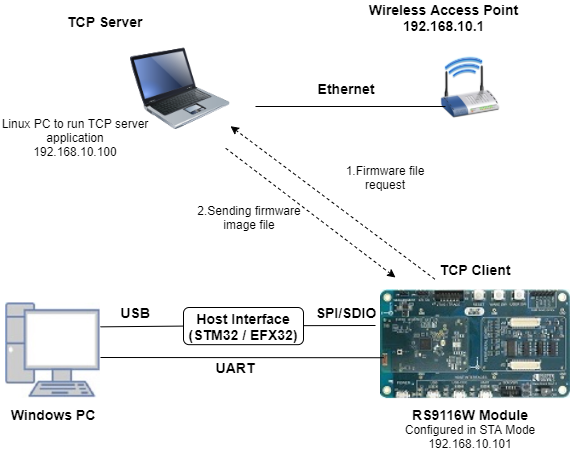 TCP Server
Wireless Access Point
192.168.10.1
Ethernet
Linux PC to run TCP server
application
192.168.10.100
1.Firmware file
request
2.Sending firmware
image file
TCP Client
USB
Host Interface
(STM32 / EFX32)
SPI/SDIO
UART
Windows PC
RS9116W Module
Configured in STA Mode
192.168.10.101